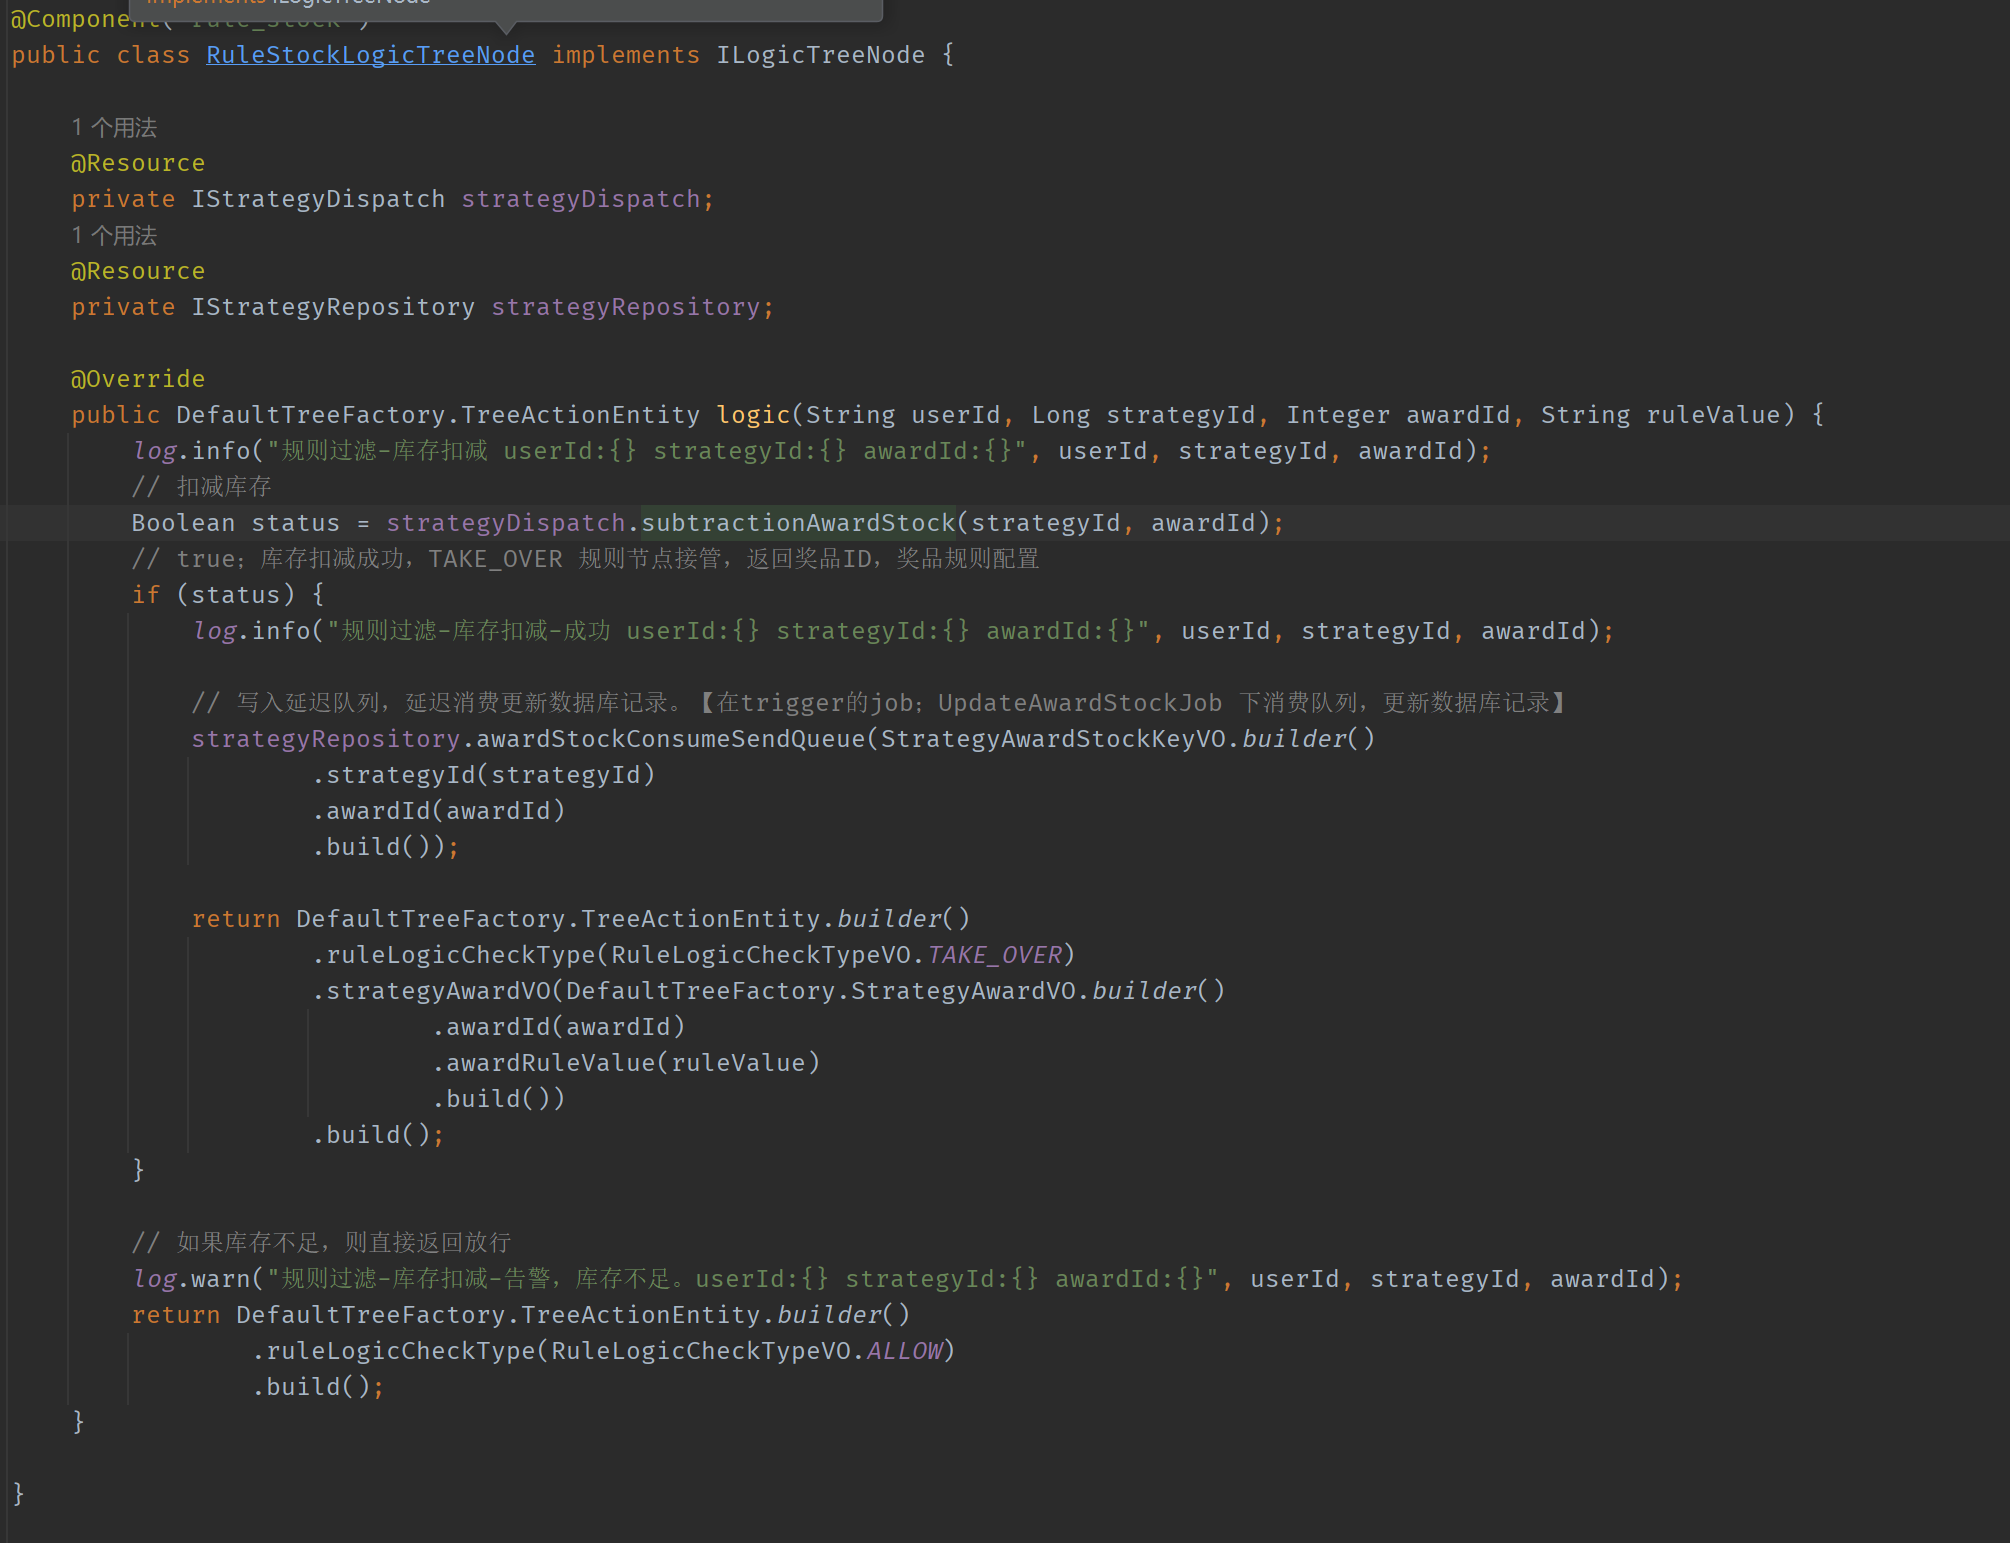 @Component("rule_stock")
public class RuleStockLogicTreeNode implements ILogicTreeNode {
1 个用法
@Resource
private IStrategyDispatch strategyDispatch;
1 个用法
@Resource
private IStrategyRepository strategyRepository;
@Override
public DefaultTreeFactory.TreeActionEntity logic(String userId, Long strategyId, Integer awardId, String ruleValue) {
log.info("规则过滤-库存扣减 userId:{} strategyId:{} awardId:{}", userId, strategyId, awardId);
// 扣减库存
Boolean status = strategyDispatch.subtractionAwardStock(strategyId, awardId);
// true；库存扣减成功，TAKE_OVER 规则节点接管，返回奖品ID，奖品规则配置
if (status) {
log.info("规则过滤-库存扣减-成功 userId:{} strategyId:{} awardId:{}", userId, strategyId, awardId);
// 写入延迟队列，延迟消费更新数据库记录。【在trigger的job；UpdateAwardStockJob 下消费队列，更新数据库记录】
strategyRepository.awardStockConsumeSendQueue(StrategyAwardStockKeyVO.builder()
.strategyId(strategyId)
.awardId(awardId)
.build());
return DefaultTreeFactory.TreeActionEntity.builder()
.ruleLogicCheckType(RuleLogicCheckTypeVO.TAKE_OVER)
.strategyAwardVO(DefaultTreeFactory.StrategyAwardVO.builder()
.awardId(awardId)
.awardRuleValue(ruleValue)
.build())
.build();
}
// 如果库存不足，则直接返回放行
log.warn("规则过滤-库存扣减-告警，库存不足。userId:{} strategyId:{} awardId:{}", userId, strategyId, awardId);
return DefaultTreeFactory.TreeActionEntity.builder()
.ruleLogicCheckType(RuleLogicCheckTypeVO.ALLOW)
.build();
}
}